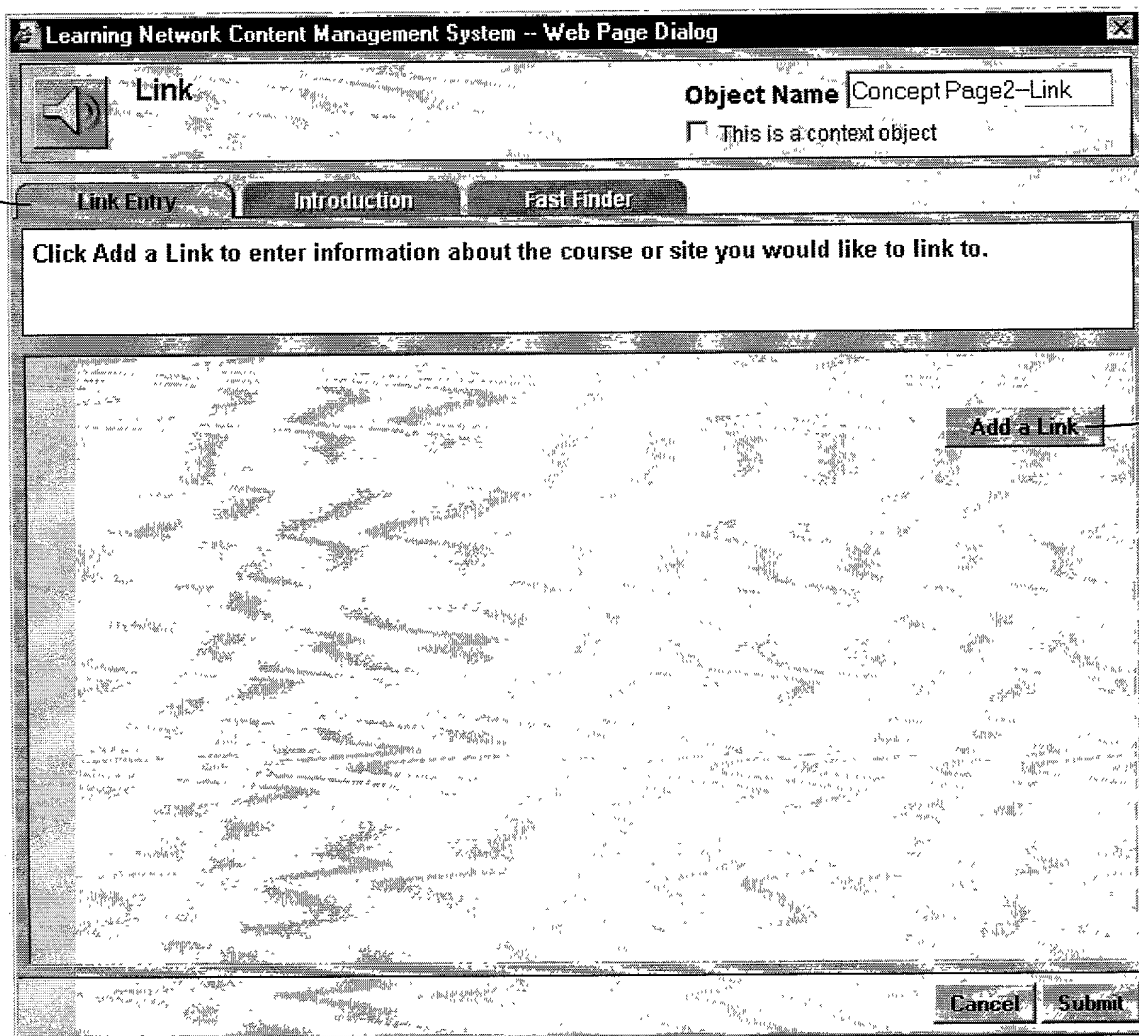 Learning Network Content Management System -- Web Page Dialog
Link
Object Name Concept Page2-Link
This is a context object
Link Entry Introduction Fast Finder
Click Add a Link to enter information about the course or site you would like to link to.
Add a Link
Cancel Submit